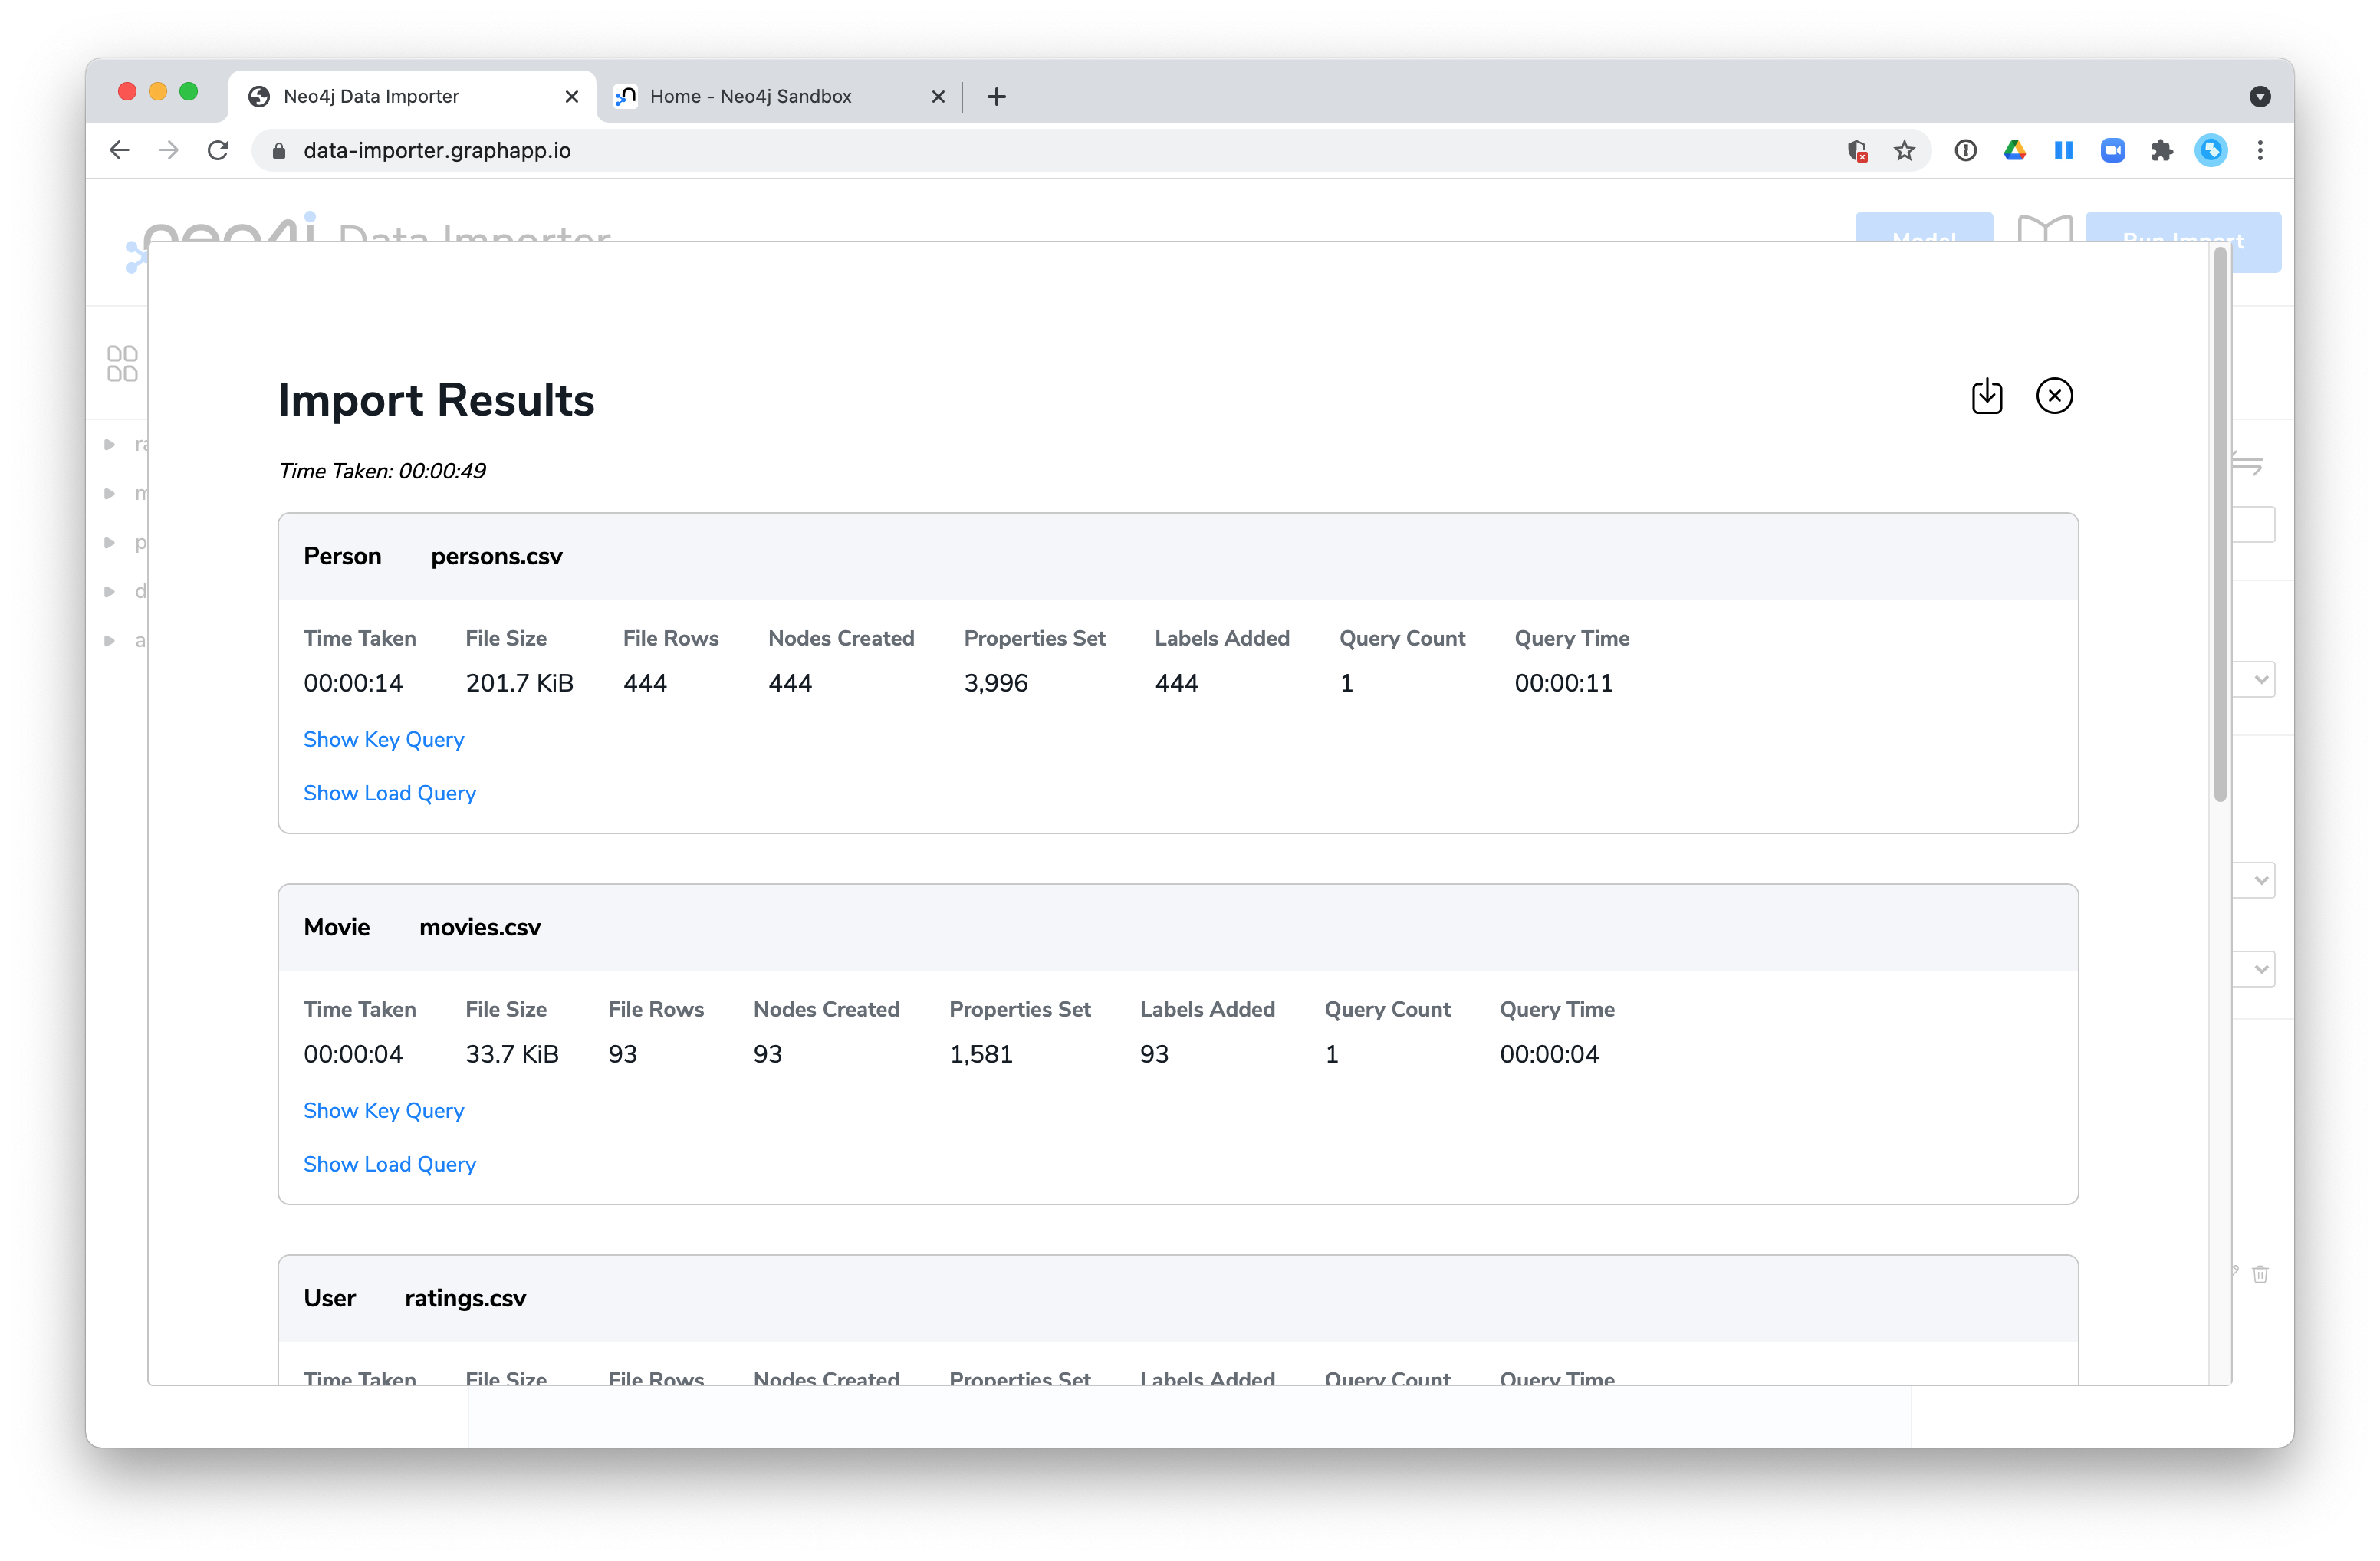 Neo4j Data Importer
Home - Neo4j Sandbox
data-importer.graphapp.io
neo4j Data Importer
Model
Run Import
Import Results
Time Taken: 00:00:49
Person persons.csv
Time Taken File Size File Rows Nodes Created Properties Set Labels Added Query Count Query Time
00:00:14 201.7 KiB 444 444 3,996 444 1 00:00:11
Show Key Query
Show Load Query
Movie movies.csv
Time Taken File Size File Rows Nodes Created Properties Set Labels Added Query Count Query Time
00:00:04 33.7 KiB 93 93 1,581 93 1 00:00:04
Show Key Query
Show Load Query
User ratings.csv
Time Taken File Size File Rows Nodes Created Properties Set Labels Added Query Count Query Time